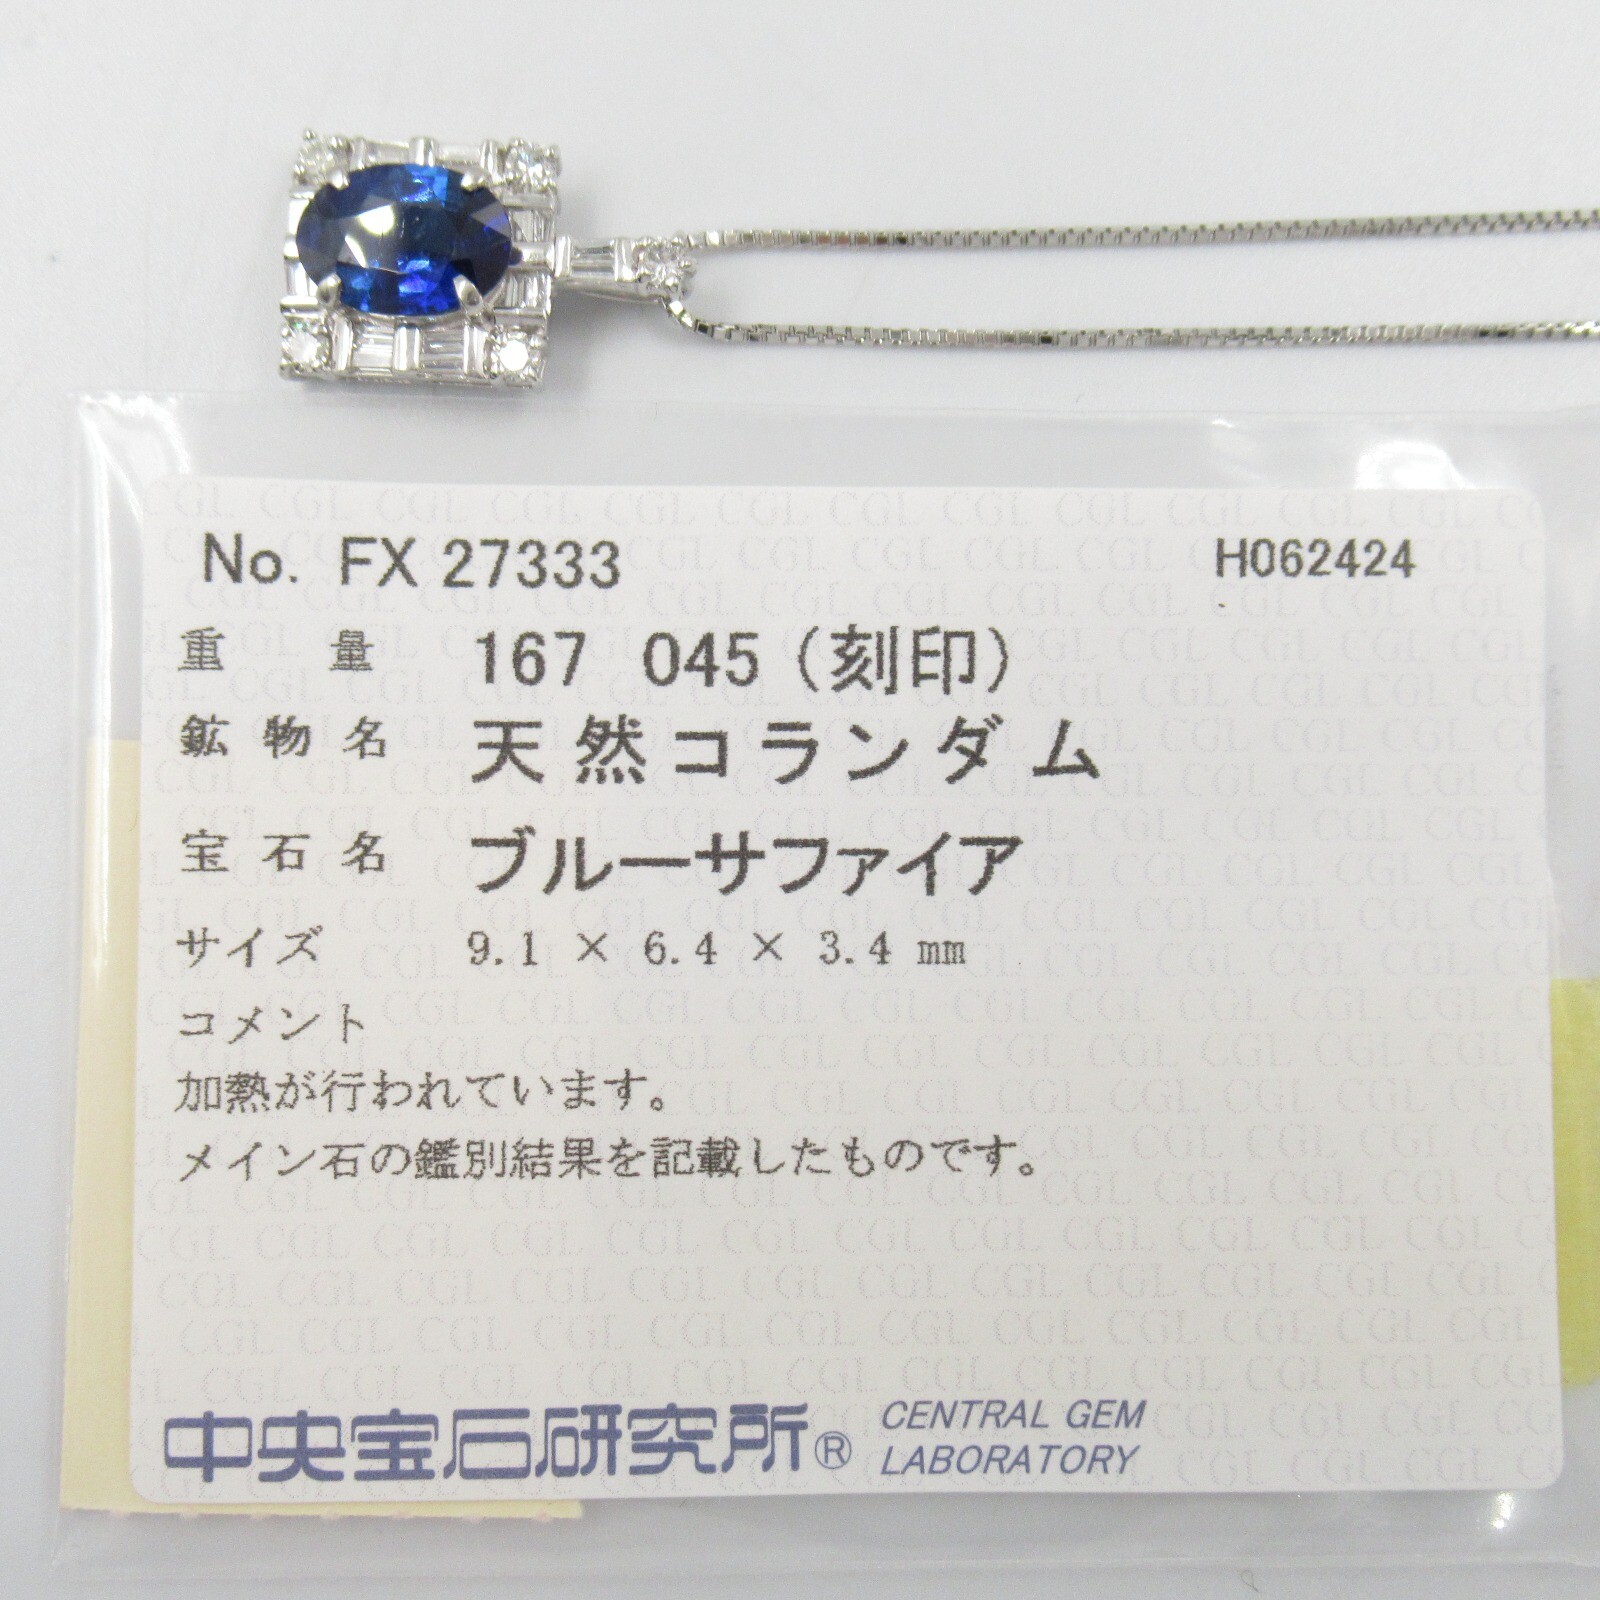 No. FX 27333 H062424
重量 167 045 (刻印)
鉱物名 天然コランダム
宝石名 ブルーサファイア
サイズ 9.1 × 6.4 × 3.4 mm
コメント
加熱が行われています。
メイン石の鑑別結果を記載したものです。
中央宝石研究所® CENTRAL GEM
LABORATORY